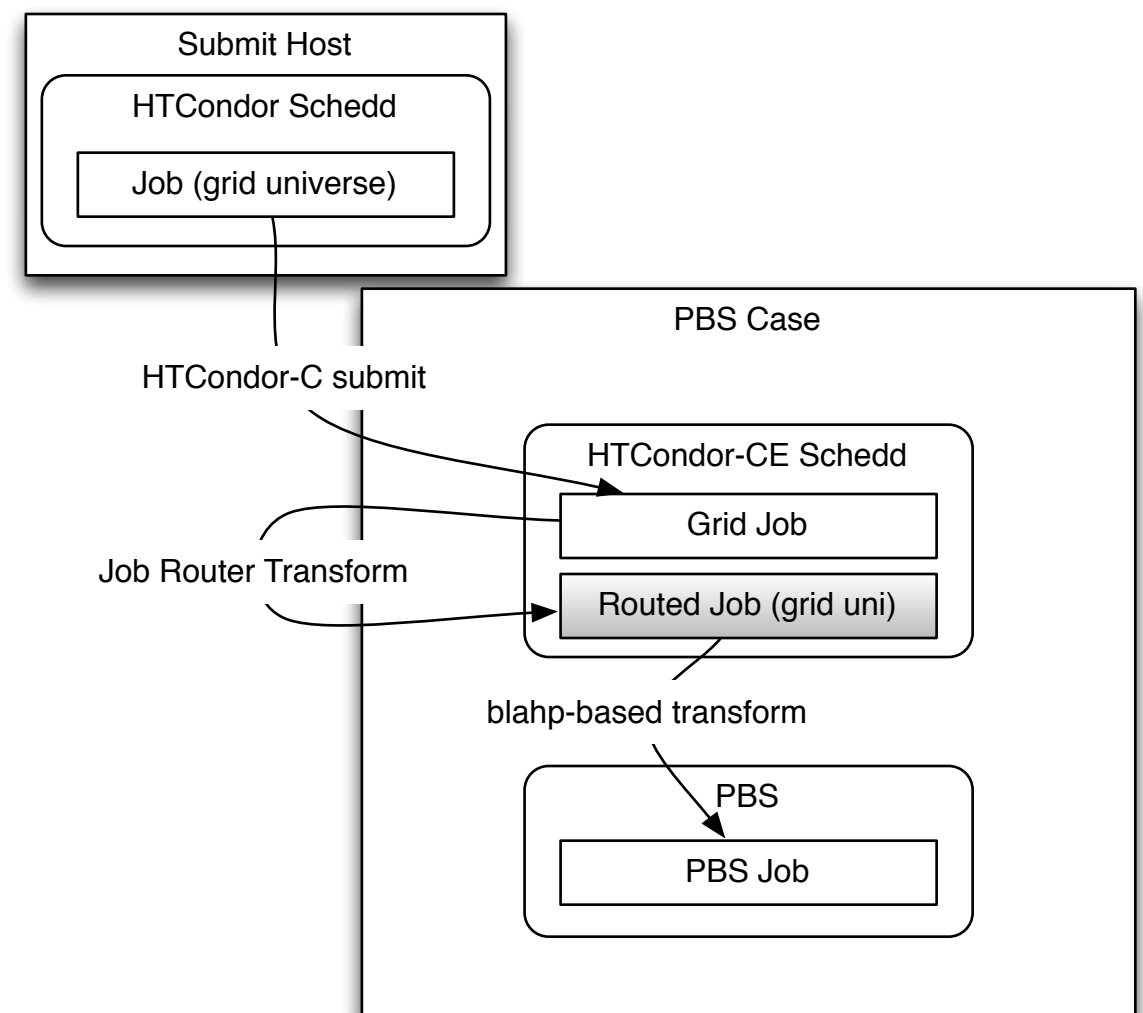 Submit Host
HTCondor Schedd
Job (grid universe)
PBS Case
HTCondor-C submit
HTCondor-CE Schedd
Grid Job
Job Router Transform
Routed Job (grid uni)
blahp-based transform
PBS
PBS Job